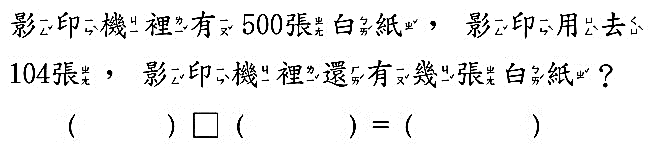 影印機裡有500張白紙，影印用去
104張，影印機裡還有幾張白紙？
(　　　)□(　　　)=(　　　)